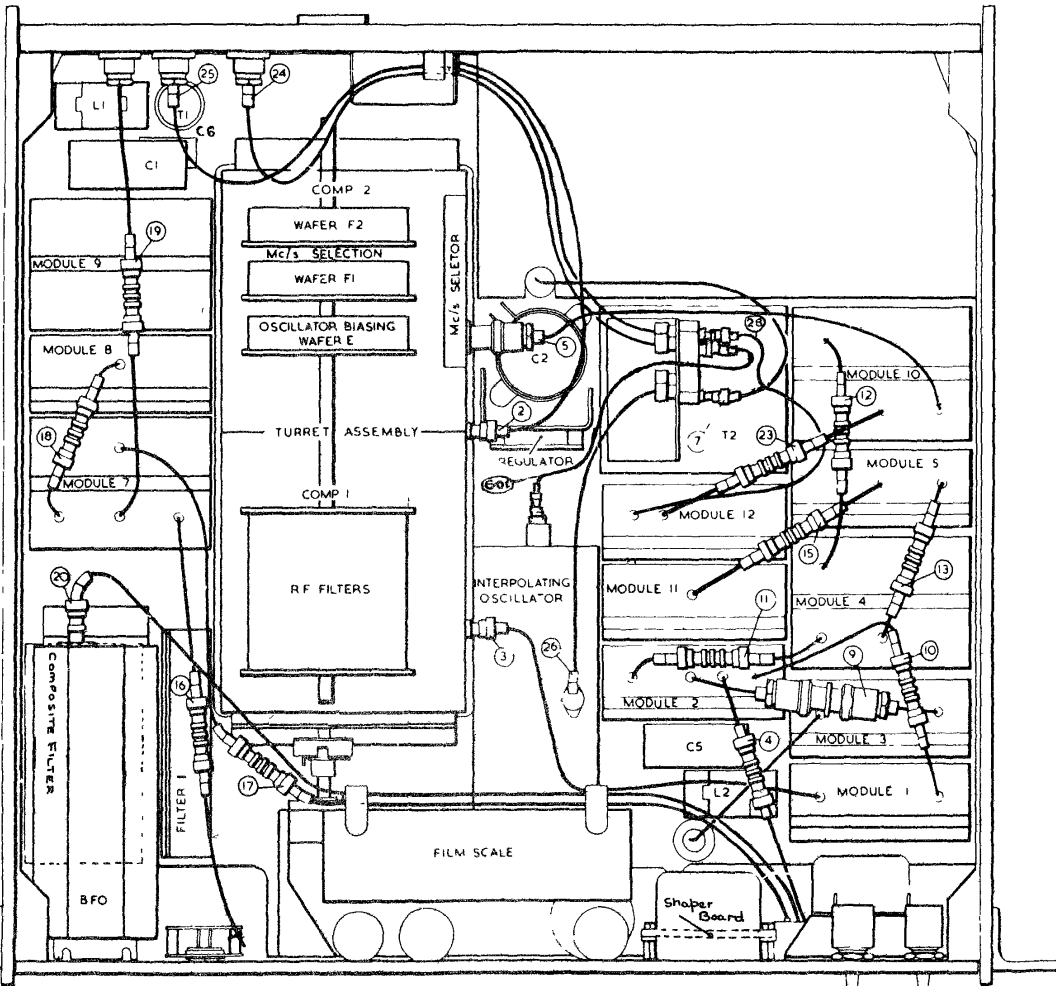 25
24
L1
T1
C6
C1
COMP 2
WAFER F2
Mc/s SELECTION
WAFER F1
OSCILLATOR BIASING
WAFER E
Mc/s SELETOR
19
MODULE 9
MODULE 8
18
MODULE 7
TURRET ASSEMBLY
COMP 1
RF FILTERS
5
C2
2
REGULATOR
28
7
T2
23
12
MODULE 10
MODULE 5
MODULE 12
15
13
MODULE 11
MODULE 4
INTERPOLATING
OSCILLATOR
3
26
11
10
9
MODULE 2
MODULE 3
C5
4
L2
MODULE 1
20
COMPOSITE FILTER
16
17
FILTER 1
BFO
FILM SCALE
Shaper
Board